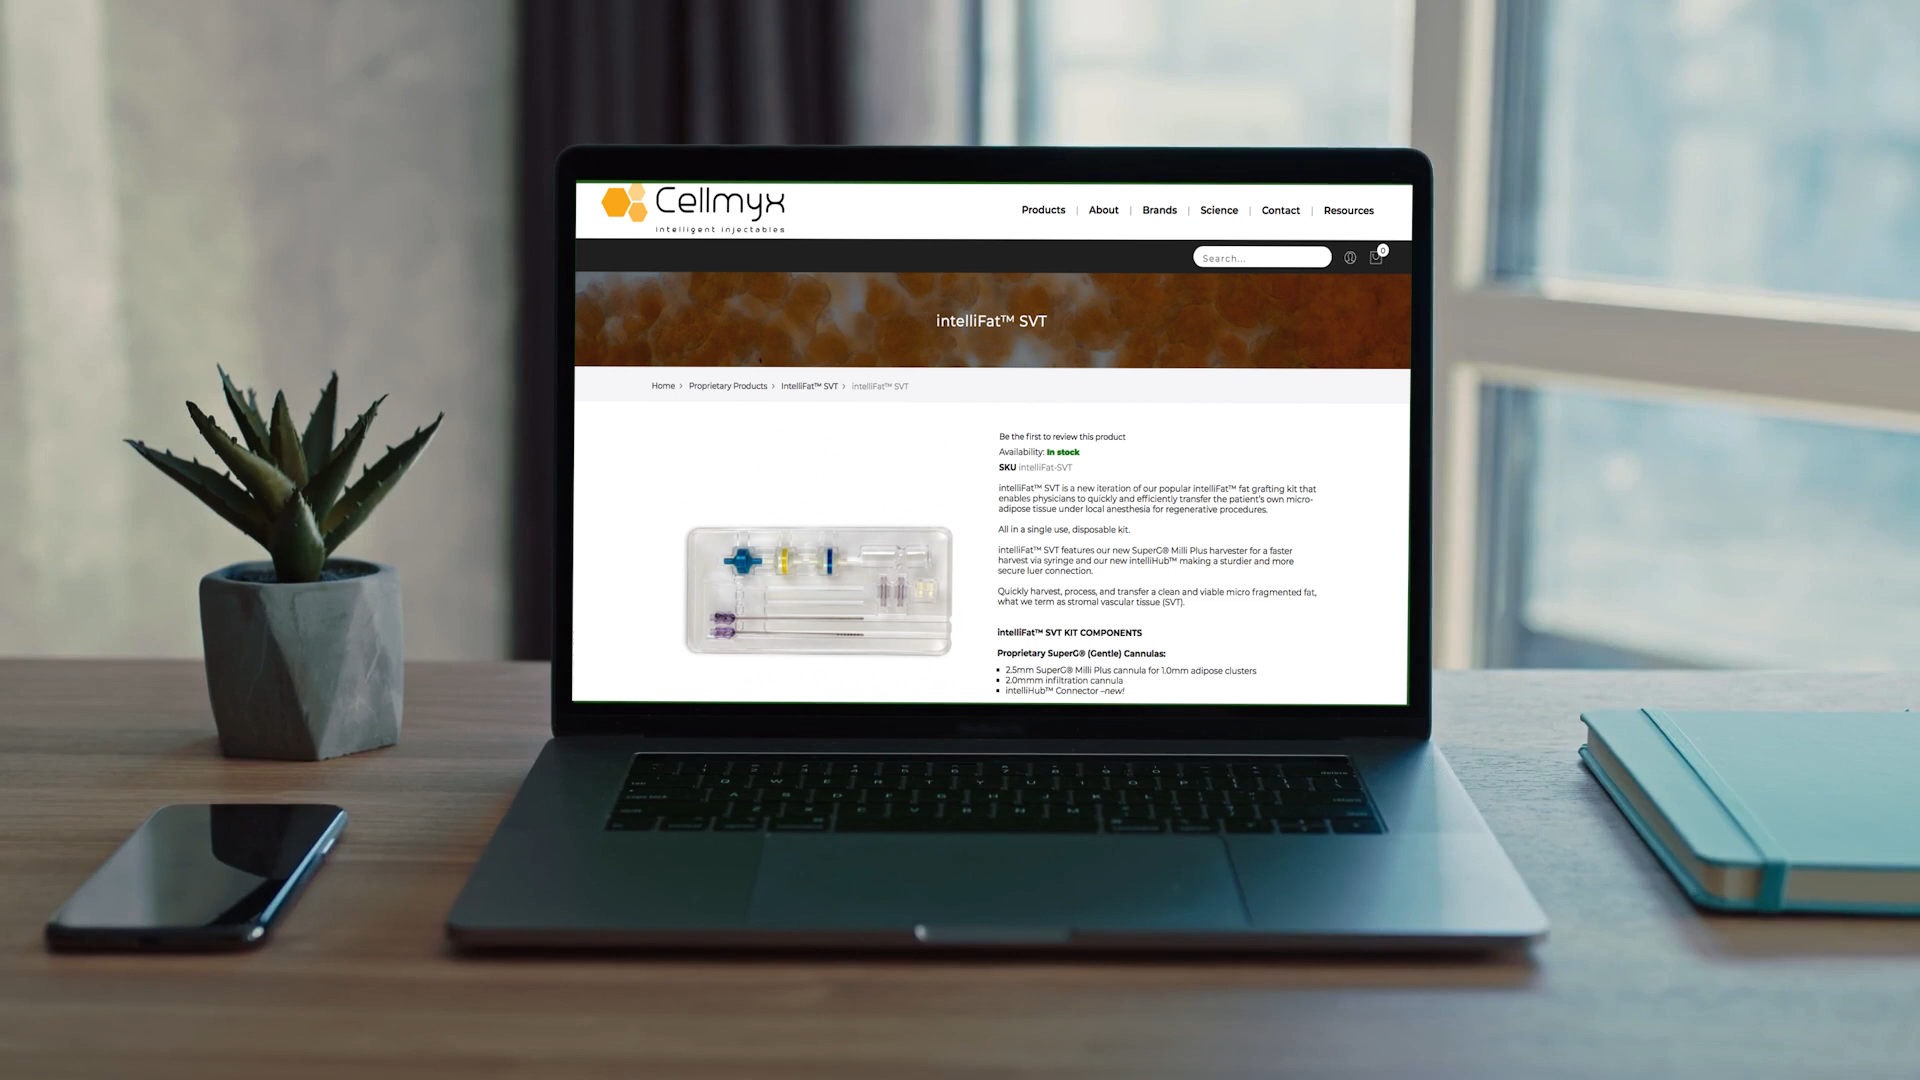 Cellmyx
intelligent injectables
Products | About | Brands | Science | Contact | Resources
Search...
0
intelliFat™ SVT
Home › Proprietary Products › IntelliFat™ SVT › intelliFat™ SVT
Be the first to review this product
Availability: In stock
SKU intelliFat-SVT
intelliFat™ SVT is a new iteration of our popular intelliFat™ fat grafting kit that
enables physicians to quickly and efficiently transfer the patient's own micro-
adipose tissue under local anesthesia for regenerative procedures.
All in a single use, disposable kit.
intelliFat™ SVT features our new SuperG® Milli Plus harvester for a faster
harvest via syringe and our new intelliHub™ making a sturdier and more
secure luer connection.
Quickly harvest, process, and transfer a clean and viable micro fragmented fat,
what we term as stromal vascular tissue (SVT).
intelliFat™ SVT KIT COMPONENTS
Proprietary SuperG® (Gentle) Cannulas:
▪ 2.5mm SuperG® Milli Plus cannula for 1.0mm adipose clusters
▪ 2.0mmm infiltration cannula
▪ intelliHub™ Connector –new!